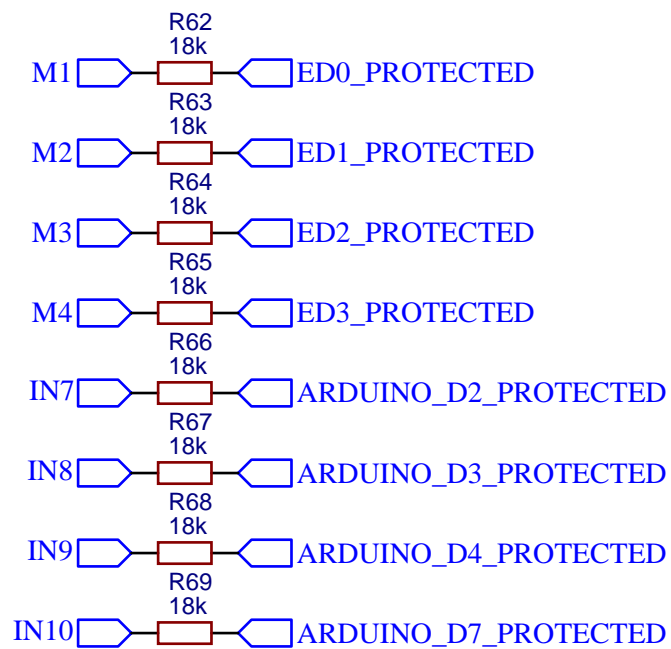 R62
18k
M1 ED0_PROTECTED
R63
18k
M2 ED1_PROTECTED
R64
18k
M3 ED2_PROTECTED
R65
18k
M4 ED3_PROTECTED
R66
18k
IN7 ARDUINO_D2_PROTECTED
R67
18k
IN8 ARDUINO_D3_PROTECTED
R68
18k
IN9 ARDUINO_D4_PROTECTED
R69
18k
IN10 ARDUINO_D7_PROTECTED